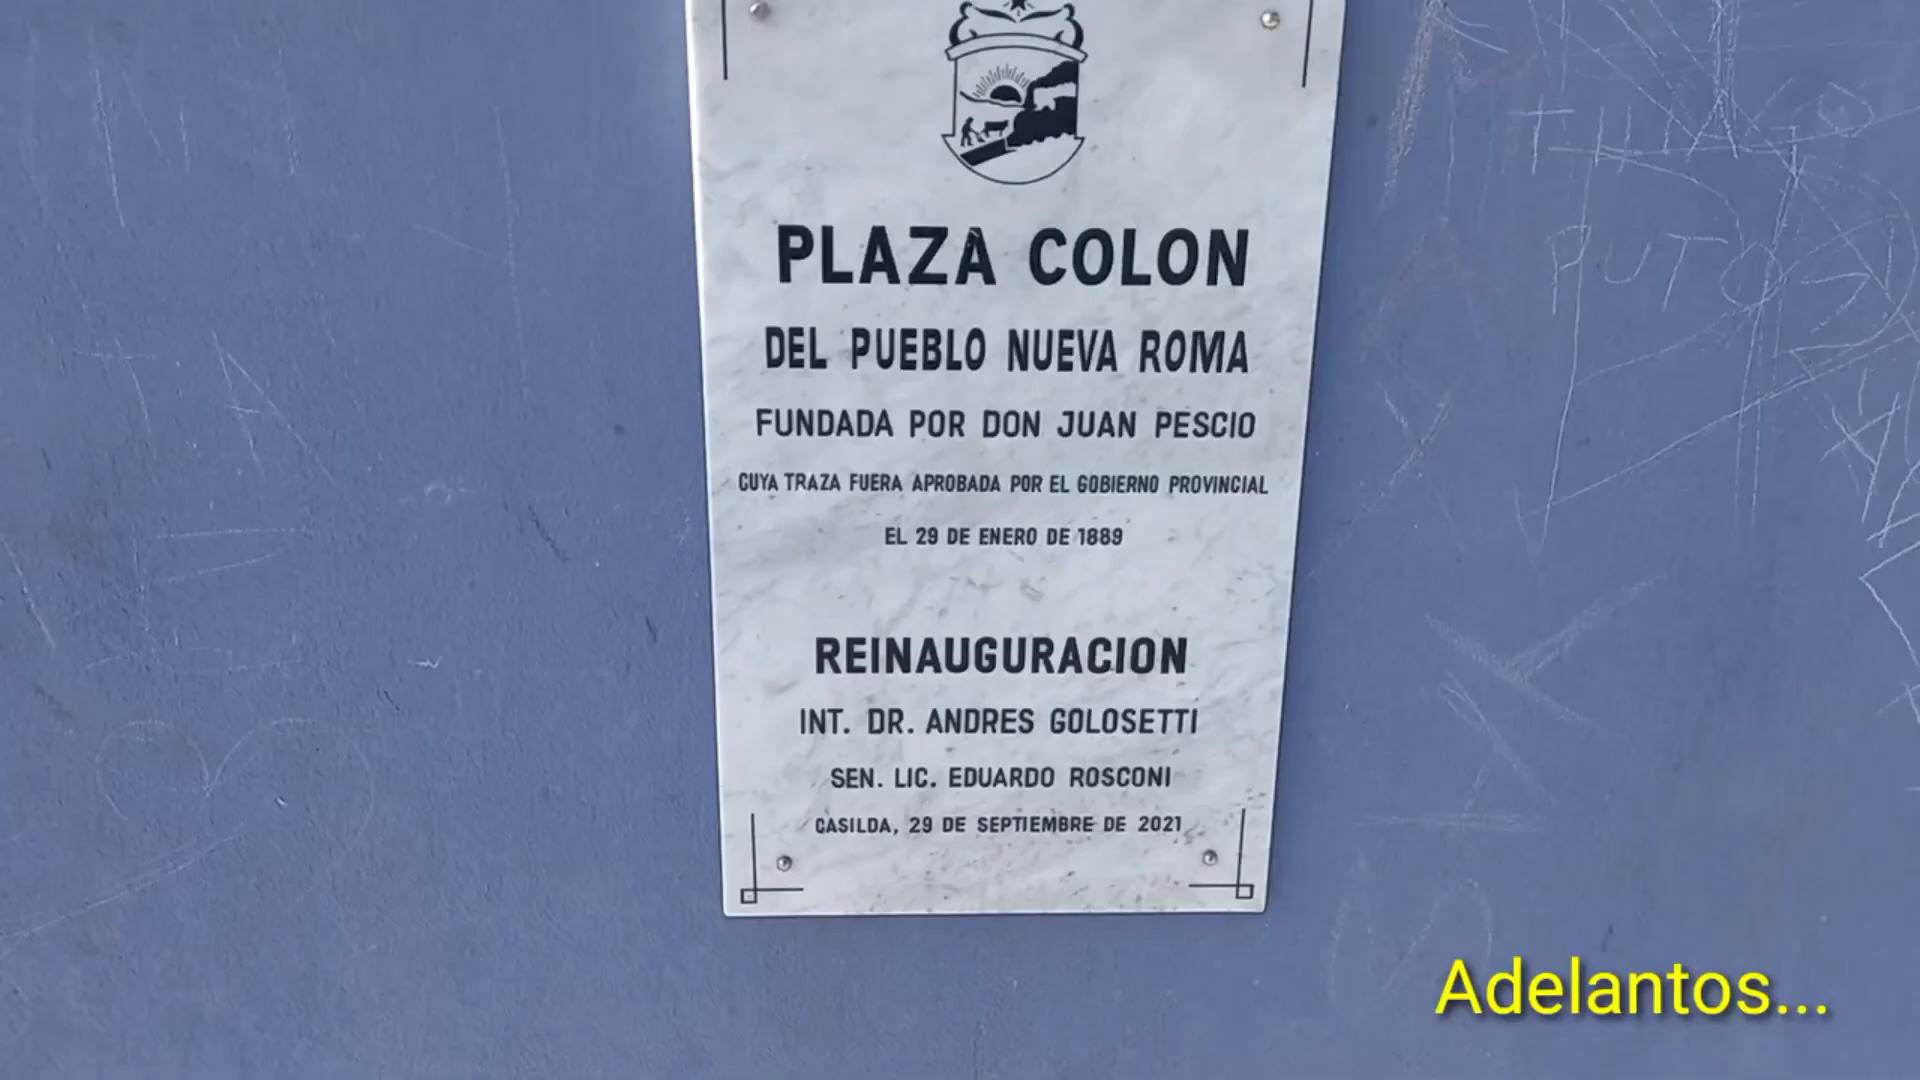 PLAZA COLON
DEL PUEBLO NUEVA ROMA
FUNDADA POR DON JUAN PESCIO
CUYA TRAZA FUERA APROBADA POR EL GOBIERNO PROVINCIAL
EL 29 DE ENERO DE 1889
REINAUGURACION
INT. DR. ANDRES GOLOSETTI
SEN. LIC. EDUARDO ROSCONI
CASILDA, 29 DE SEPTIEMBRE DE 2021
PUTO
Adelantos...